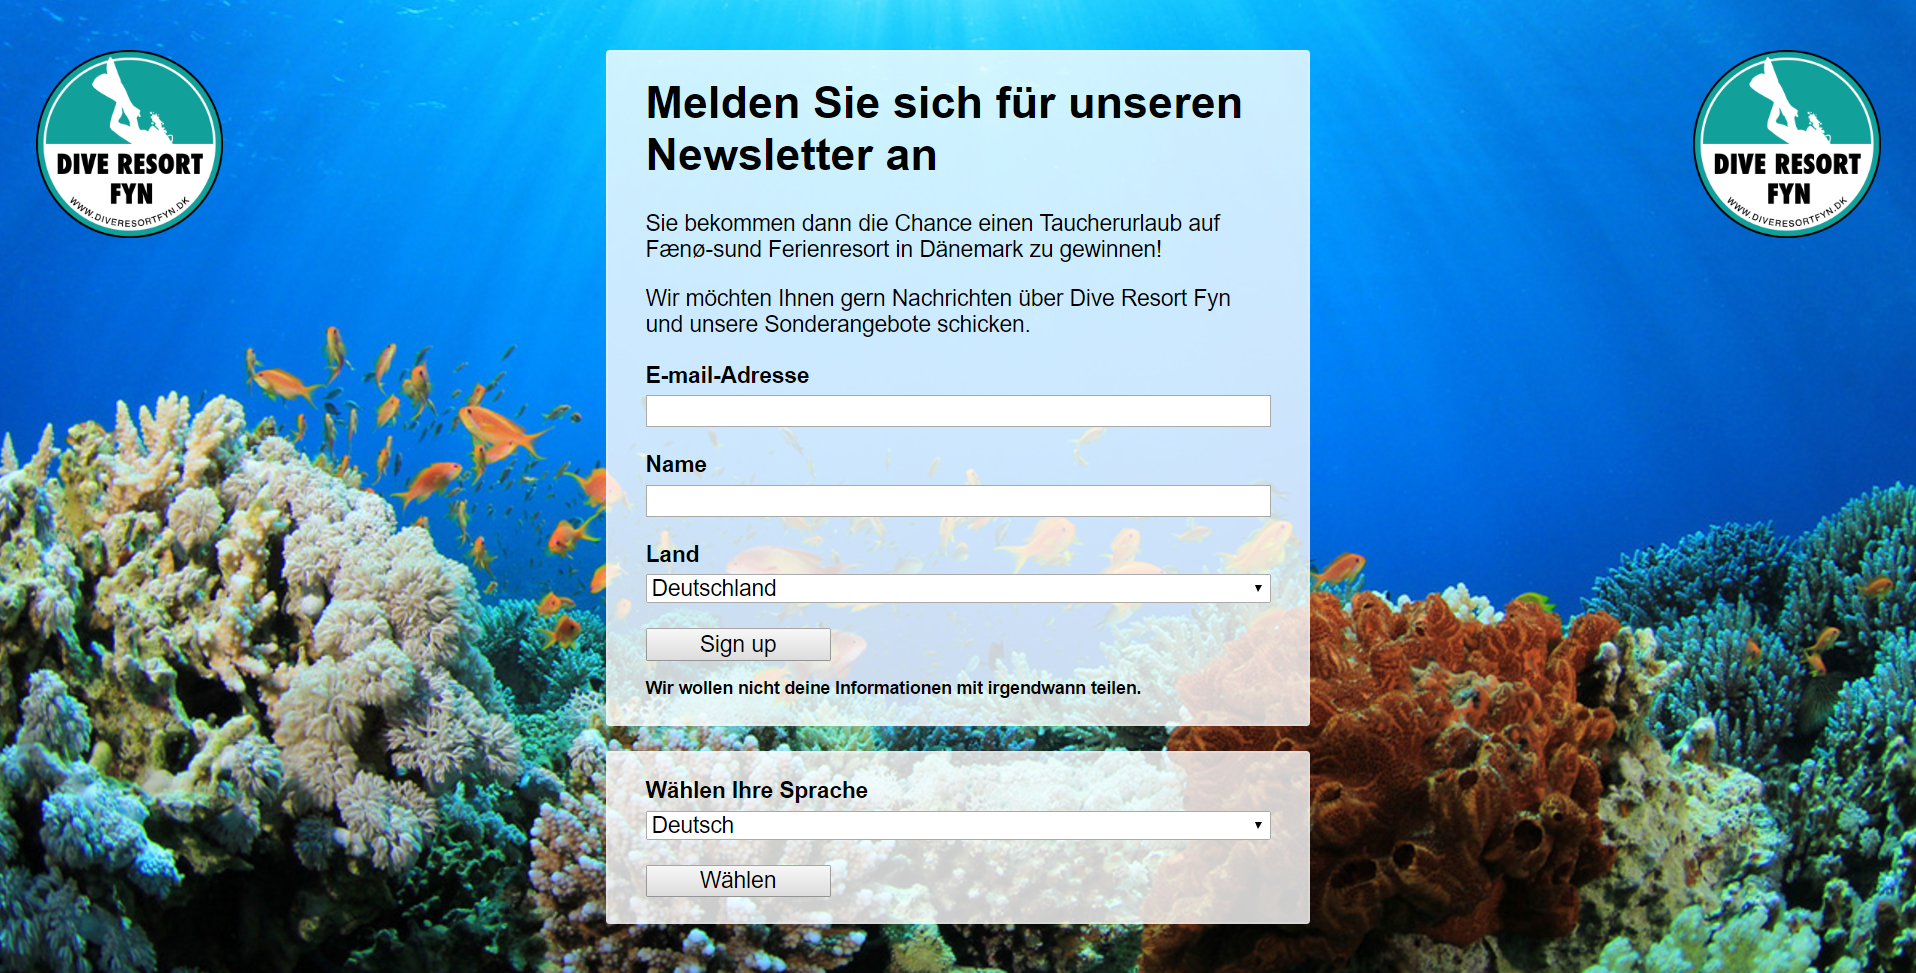 DIVE RESORT
FYN
WWW.DIVERESORTFYN.DK
Melden Sie sich für unseren
Newsletter an
Sie bekommen dann die Chance einen Taucherurlaub auf
Fænø-sund Ferienresort in Dänemark zu gewinnen!
Wir möchten Ihnen gern Nachrichten über Dive Resort Fyn
und unsere Sonderangebote schicken.
E-mail-Adresse
Name
Land
Deutschland
Sign up
Wir wollen nicht deine Informationen mit irgendwann teilen.
Wählen Ihre Sprache
Deutsch
Wählen
DIVE RESORT
FYN
WWW.DIVERESORTFYN.DK